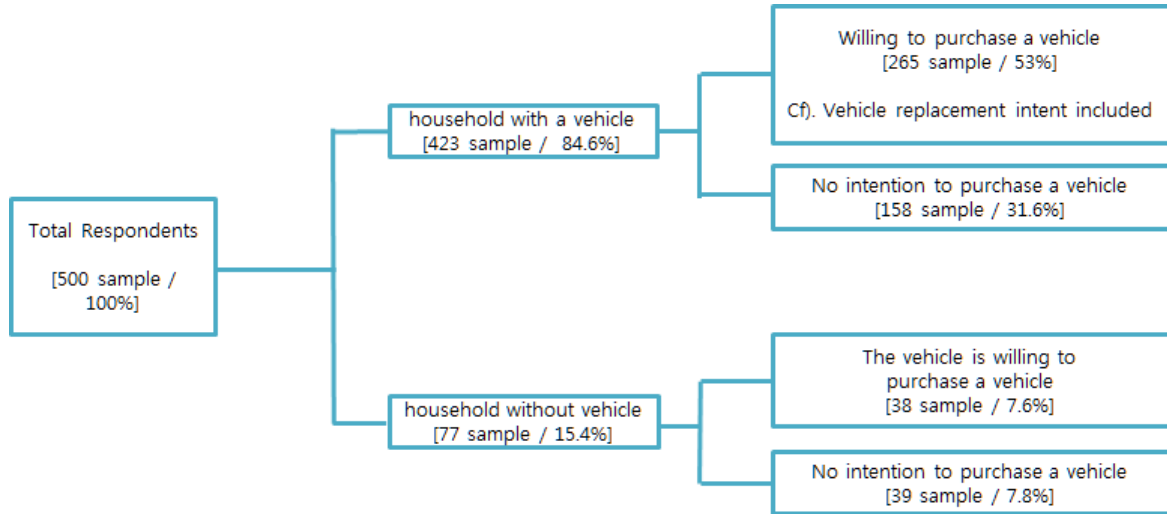 Total Respondents
[500 sample /
100%]
household with a vehicle
[423 sample / 84.6%]
Willing to purchase a vehicle
[265 sample / 53%]
Cf). Vehicle replacement intent included
No intention to purchase a vehicle
[158 sample / 31.6%]
household without vehicle
[77 sample / 15.4%]
The vehicle is willing to
purchase a vehicle
[38 sample / 7.6%]
No intention to purchase a vehicle
[39 sample / 7.8%]